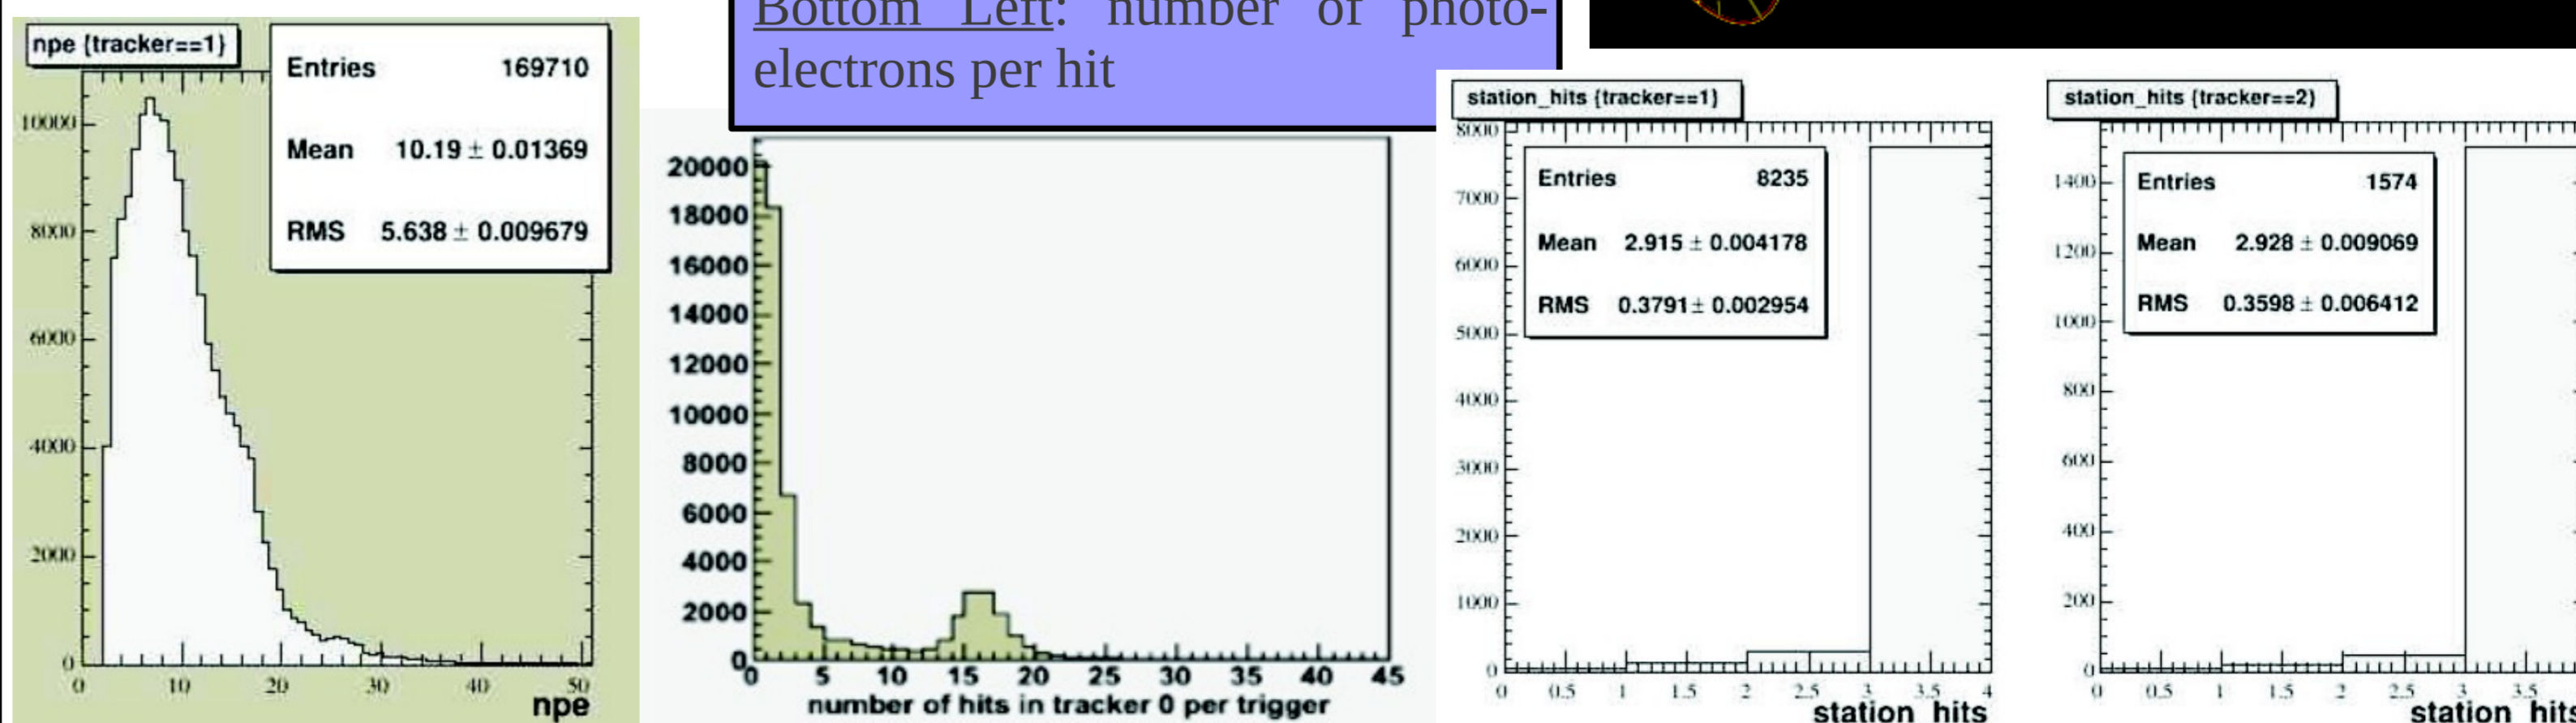 Bottom Left: number of photo-
electrons per hit
npe {tracker==1}
Entries 169710
Mean 10.19 ± 0.01369
RMS 5.638 ± 0.009679
10000
8000
6000
4000
2000
0
0 10 20 30 40 50
npe
20000
18000
16000
14000
12000
10000
8000
6000
4000
2000
0
0 5 10 15 20 25 30 35 40 45
number of hits in tracker 0 per trigger
station_hits {tracker==1}
Entries 8235
Mean 2.915 ± 0.004178
RMS 0.3791 ± 0.002954
8000
7000
6000
5000
4000
3000
2000
1000
0
0 0.5 1 1.5 2 2.5 3 3.5 4
station_hits
station_hits {tracker==2}
Entries 1574
Mean 2.928 ± 0.009069
RMS 0.3598 ± 0.006412
1400
1200
1000
800
600
400
200
0
0 0.5 1 1.5 2 2.5 3 3.5
station_hits